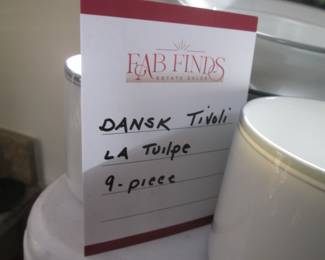 FAB FINDS
ESTATE SALES
DANSK Tivoli
LA Tuilpe
9-piece